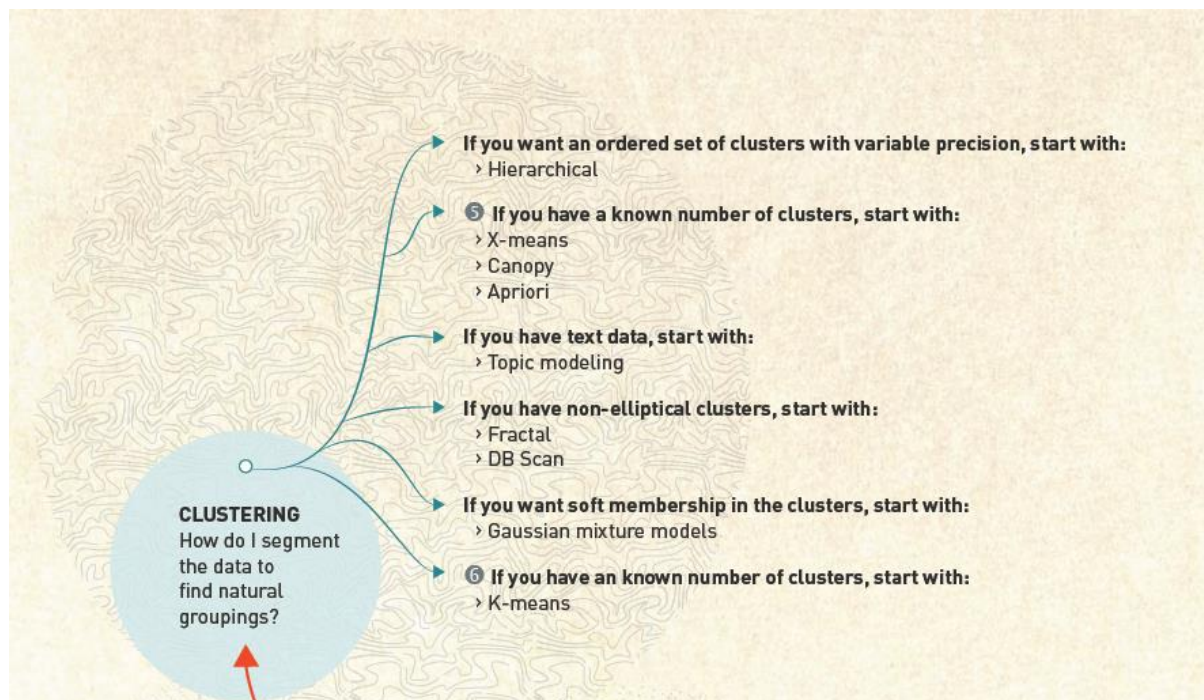 If you want an ordered set of clusters with variable precision, start with:
› Hierarchical
❺ If you have a known number of clusters, start with:
› X-means
› Canopy
› Apriori
If you have text data, start with:
› Topic modeling
If you have non-elliptical clusters, start with:
› Fractal
› DB Scan
If you want soft membership in the clusters, start with:
› Gaussian mixture models
❻ If you have an known number of clusters, start with:
› K-means
CLUSTERING
How do I segment
the data to
find natural
groupings?